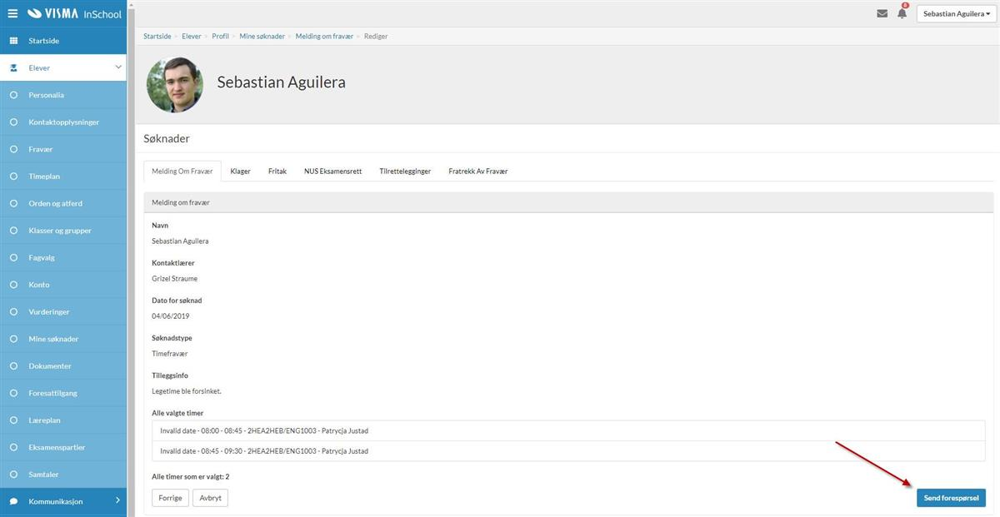 VISMA InSchool
8
Sebastian Aguilera
Startside
Elever
Personalia
Kontaktopplysninger
Fravær
Timeplan
Orden og atferd
Klasser og grupper
Fagvalg
Konto
Vurderinger
Mine søknader
Dokumenter
Foresattilgang
Læreplan
Eksamenspartier
Samtaler
Kommunikasjon
Startside > Elever > Profil > Mine søknader > Melding om fravær > Rediger
Sebastian Aguilera
Søknader
Melding Om Fravær Klager Fritak NUS Eksamensrett Tilrettelegginger Fratrekk Av Fravær
Melding om fravær
Navn
Sebastian Aguilera
Kontaktlærer
Grizel Straume
Dato for søknad
04/06/2019
Søknadstype
Timefravær
Tilleggsinfo
Legetime ble forsinket.
Alle valgte timer
Invalid date - 08:00 - 08:45 - 2HEA2HEB/ENG1003 - Patrycja Justad
Invalid date - 08:45 - 09:30 - 2HEA2HEB/ENG1003 - Patrycja Justad
Alle timer som er valgt: 2
Forrige Avbryt Send forespørsel